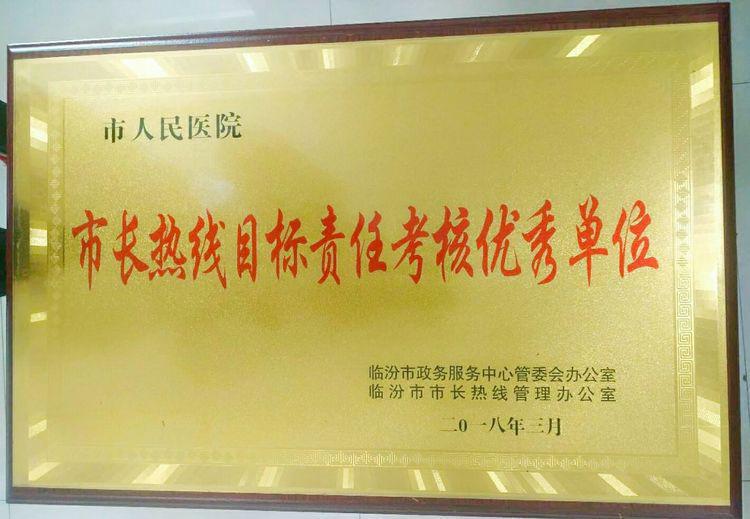 市人民医院
市长热线目标责任考核优秀单位
临汾市政务服务中心管委会办公室
临汾市市长热线管理办公室
二0一八年三月